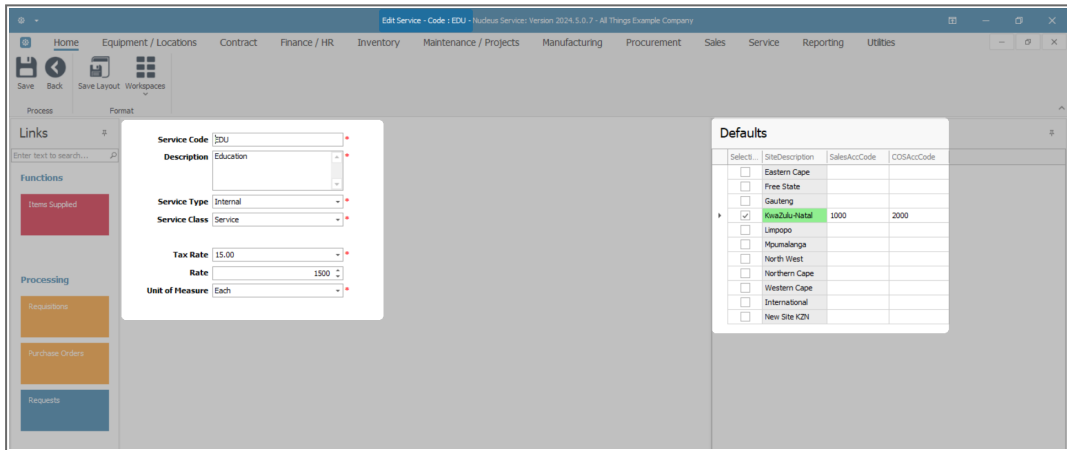 Edit Service - Code : EDU - Nucleus Service: Version 2024.5.0.7 - All Things Example Company
Home Equipment / Locations Contract Finance / HR Inventory Maintenance / Projects Manufacturing Procurement Sales Service Reporting Utilities
Save Back Save Layout Workspaces
Process Format
Links
Enter text to search...
Functions
Items Supplied
Processing
Requisitions
Purchase Orders
Requests
Service Code EDU *
Description Education *
Service Type Internal *
Service Class Service *
Tax Rate 15.00 *
Rate 1500
Unit of Measure Each *
Defaults
Selecti... SiteDescription SalesAccCode COSAccCode
Eastern Cape
Free State
Gauteng
KwaZulu-Natal 1000 2000
Limpopo
Mpumalanga
North West
Northern Cape
Western Cape
International
New Site KZN